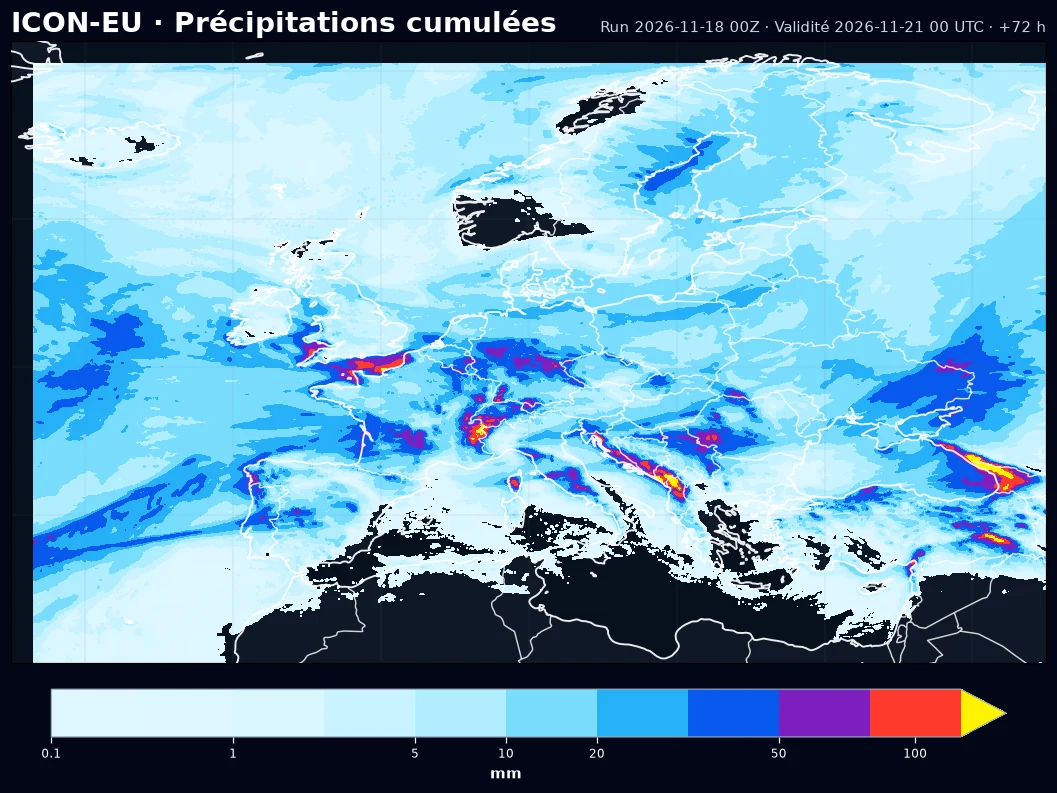 ICON-EU · Précipitations cumulées
Run 2026-11-18 00Z · Validité 2026-11-21 00 UTC · +72 h
0.1 1 5 10 20 50 100
mm